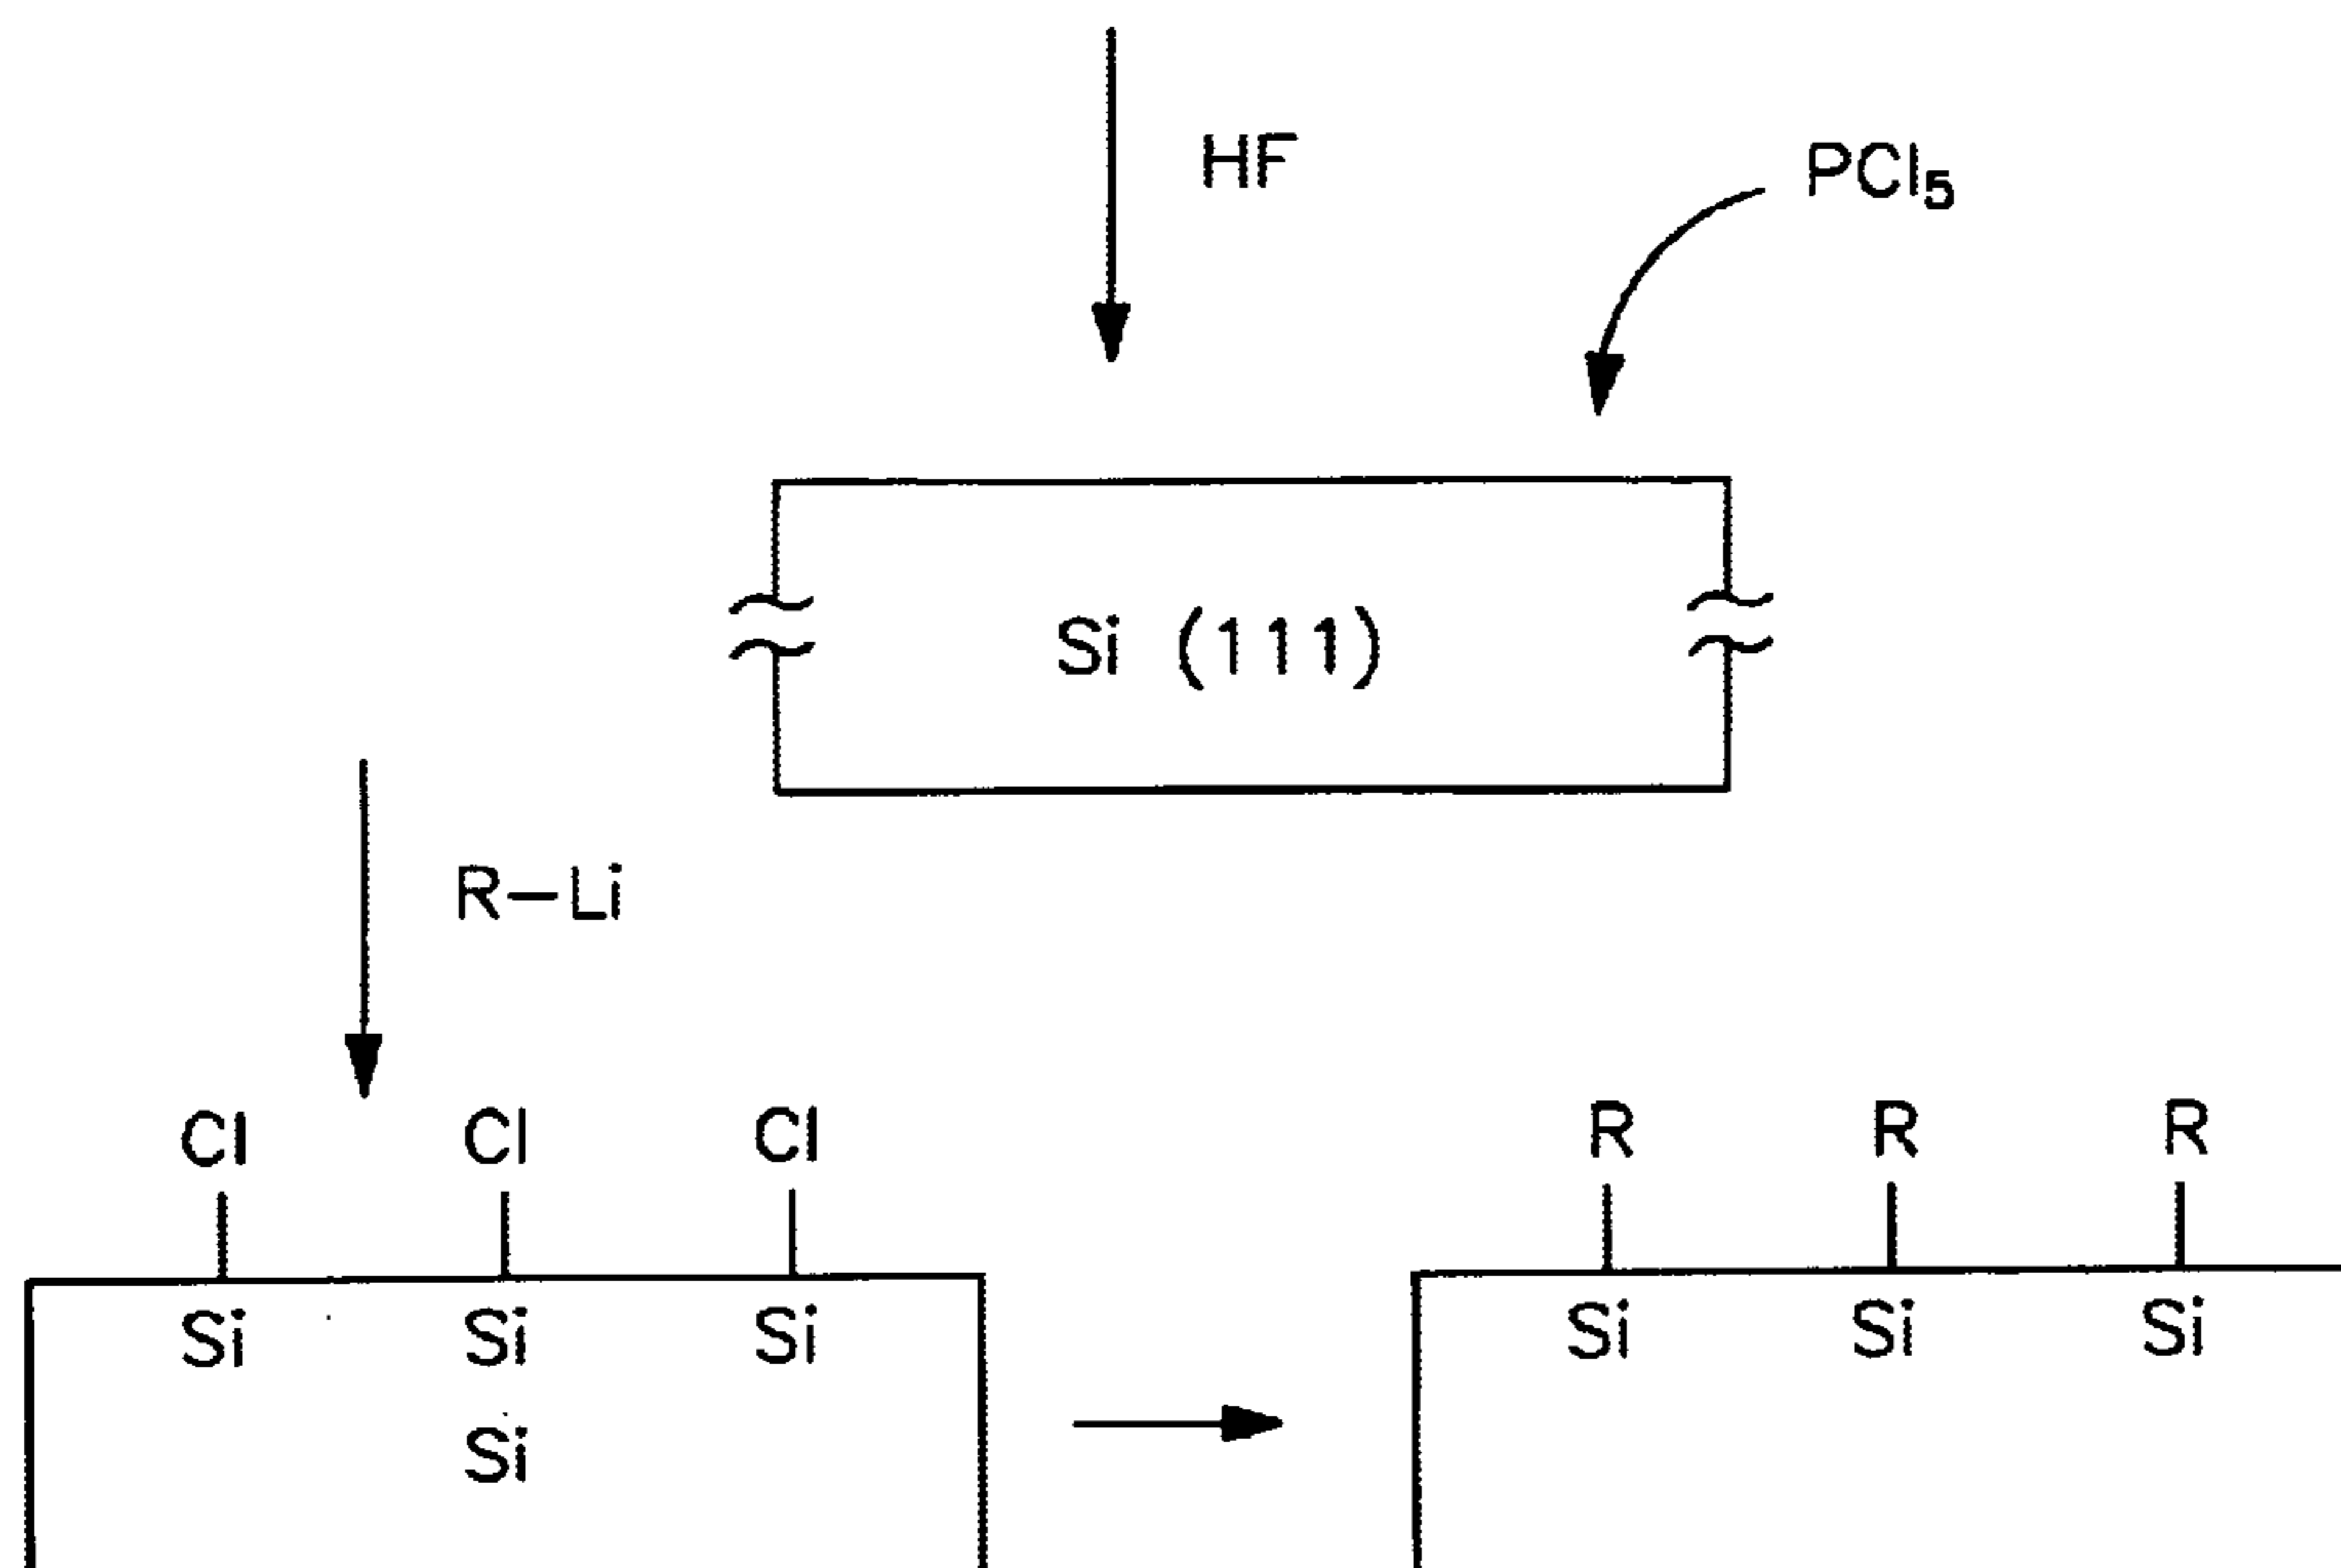 HF
PCl5
Si (111)
R-Li
Cl Cl Cl
R R R
Si Si Si
Si Si Si
Si